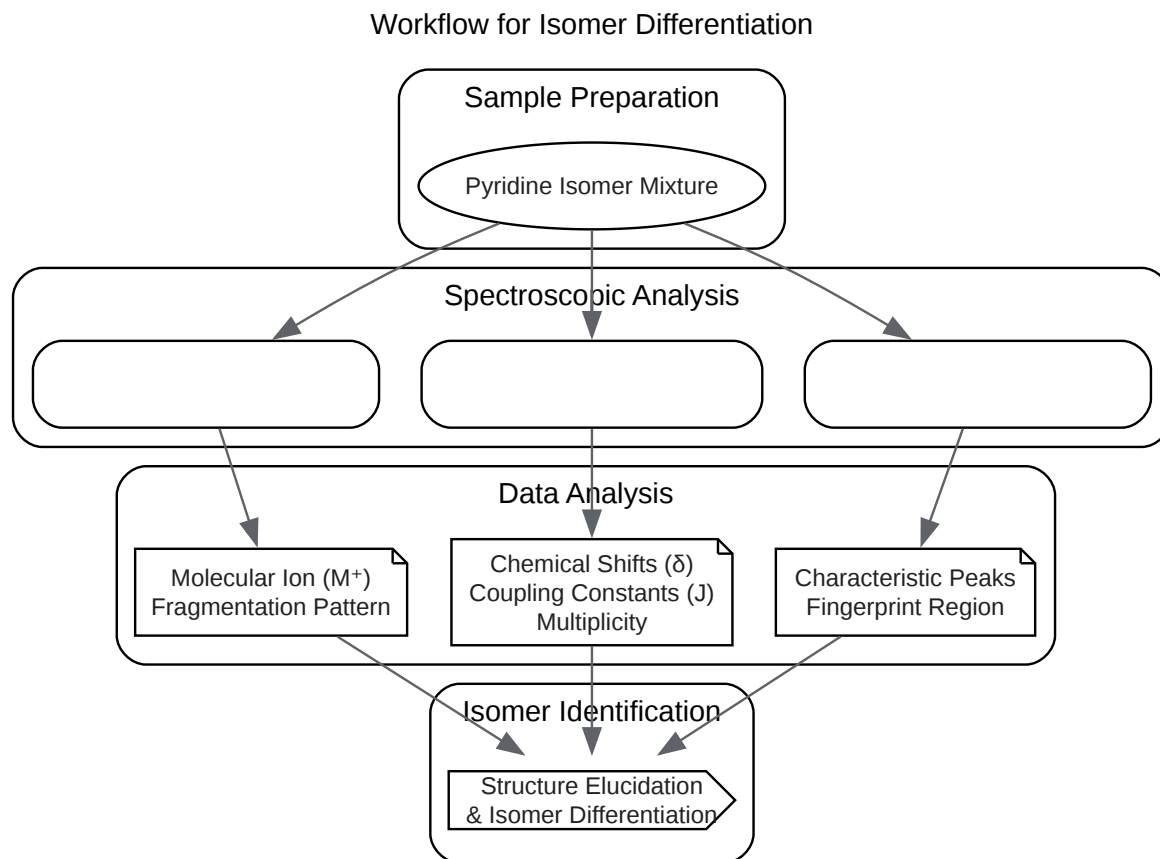 Workflow for Isomer Differentiation
Sample Preparation
Pyridine Isomer Mixture
Spectroscopic Analysis
Data Analysis
Molecular Ion (M⁺)
Fragmentation Pattern
Chemical Shifts (δ)
Coupling Constants (J)
Multiplicity
Characteristic Peaks
Fingerprint Region
Isomer Identification
Structure Elucidation
& Isomer Differentiation